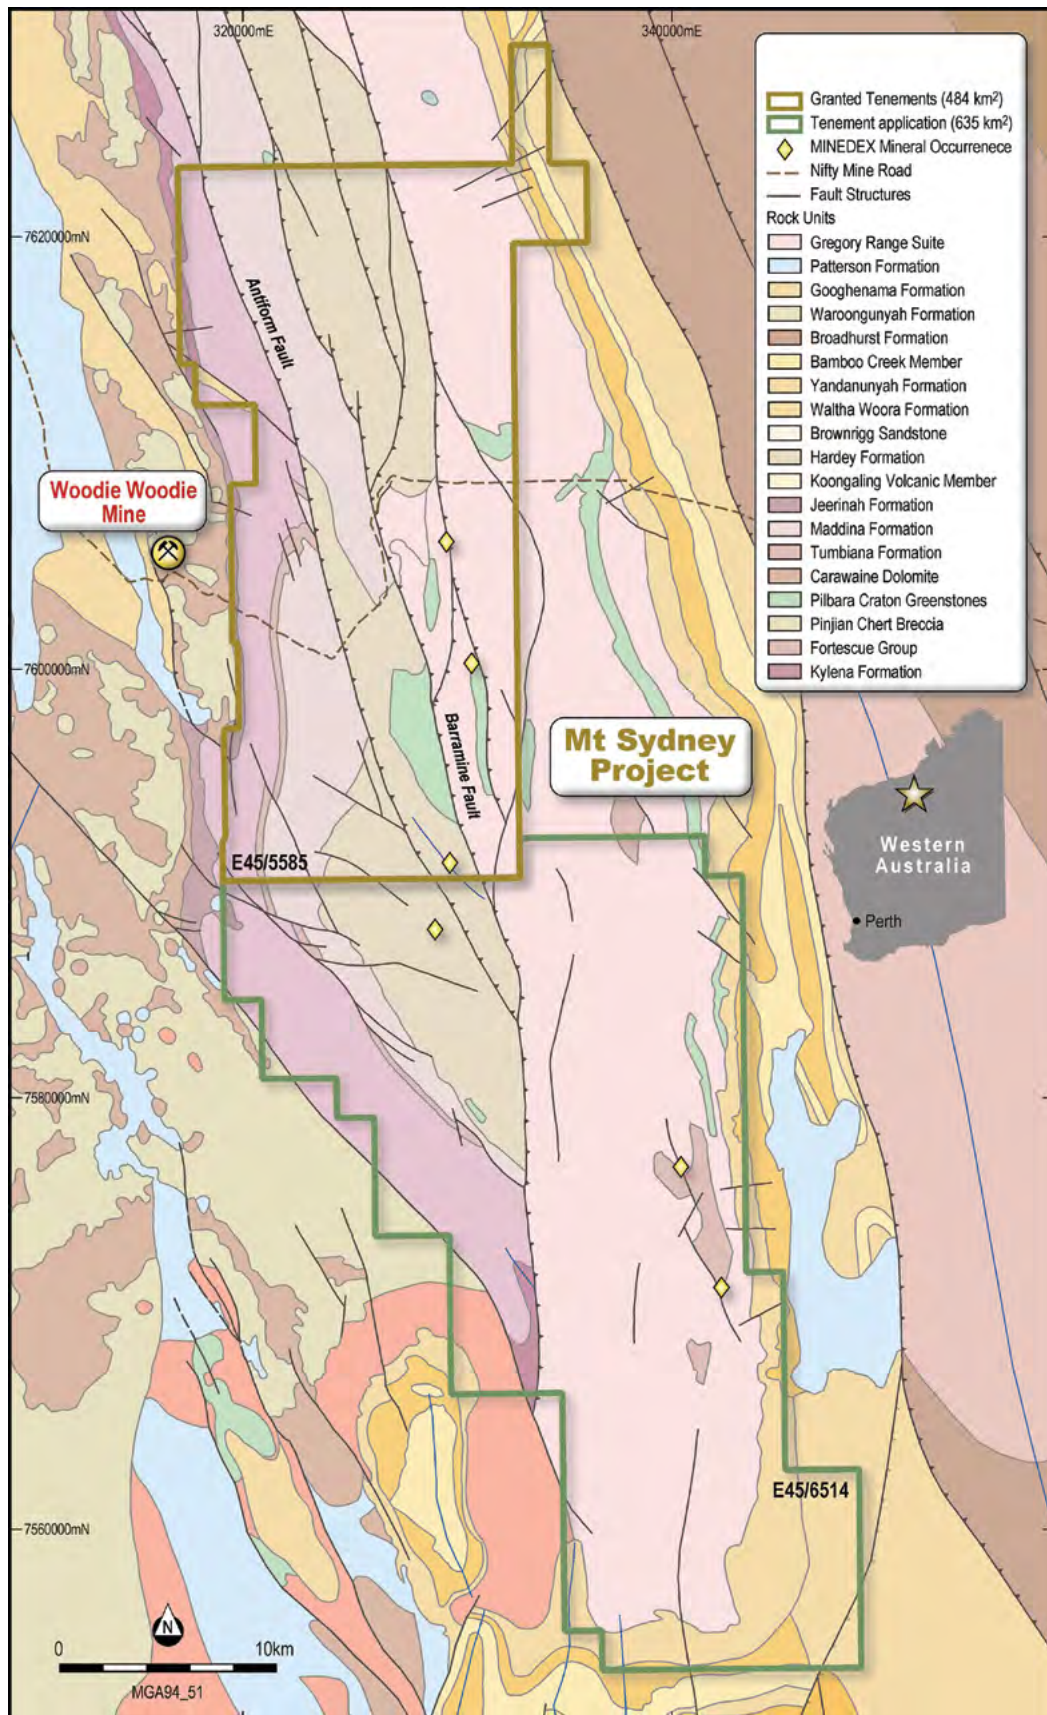 320000mE
340000mE
Granted Tenements (484 km²)
Tenement application (635 km²)
MINEDEX Mineral Occurrenece
Nifty Mine Road
Fault Structures
Rock Units
Gregory Range Suite
Patterson Formation
Googhenama Formation
Waroongunyah Formation
Broadhurst Formation
Bamboo Creek Member
Yandanunyah Formation
Waltha Woora Formation
Brownrigg Sandstone
Hardey Formation
Koongaling Volcanic Member
Jeerinah Formation
Maddina Formation
Tumbiana Formation
Carawaine Dolomite
Pilbara Craton Greenstones
Pinjian Chert Breccia
Fortescue Group
Kylena Formation
7620000mN
Antiform Fault
Woodie Woodie
Mine
7600000mN
Barramine Fault
Mt Sydney
Project
Western
Australia
Perth
E45/5585
7580000mN
E45/6514
7560000mN
N
0
10km
MGA94_51